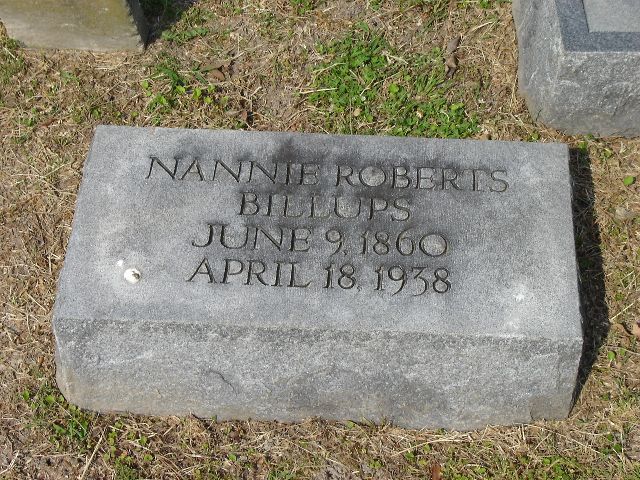 NANNIE ROBERTS
BILLUPS
JUNE 9, 1860
APRIL 18, 1938